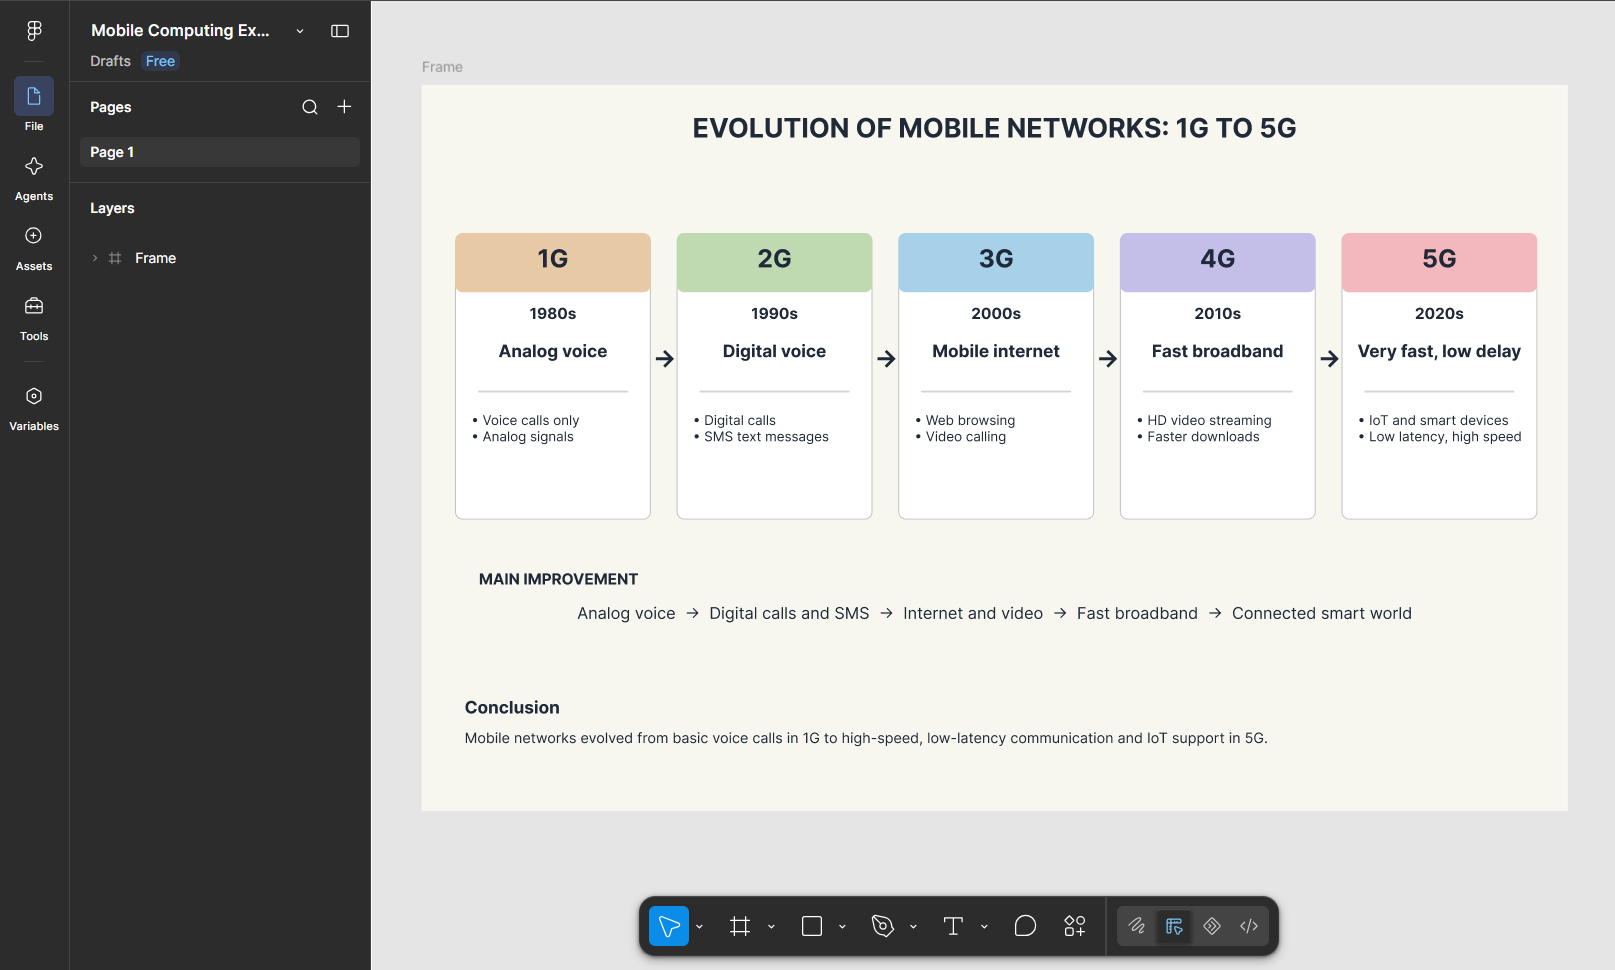 Mobile Computing Ex...
Drafts Free
File
Agents
Assets
Tools
Variables
Pages
Page 1
Layers
Frame
Frame
EVOLUTION OF MOBILE NETWORKS: 1G TO 5G
1G
1980s
Analog voice
• Voice calls only
• Analog signals
→
2G
1990s
Digital voice
• Digital calls
• SMS text messages
→
3G
2000s
Mobile internet
• Web browsing
• Video calling
→
4G
2010s
Fast broadband
• HD video streaming
• Faster downloads
→
5G
2020s
Very fast, low delay
• IoT and smart devices
• Low latency, high speed
MAIN IMPROVEMENT
Analog voice → Digital calls and SMS → Internet and video → Fast broadband → Connected smart world
Conclusion
Mobile networks evolved from basic voice calls in 1G to high-speed, low-latency communication and IoT support in 5G.